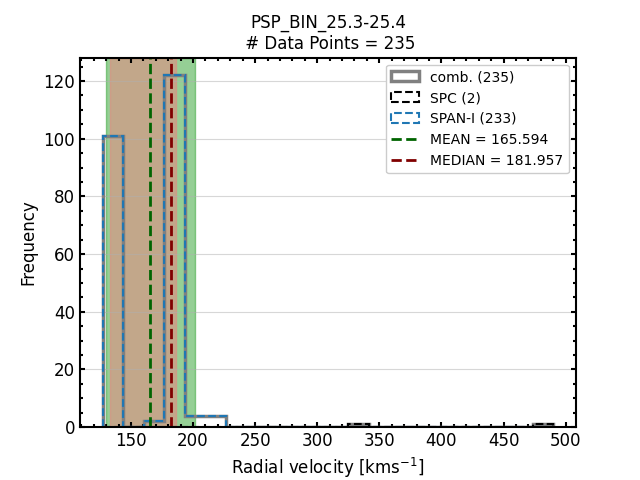 PSP_BIN_25.3-25.4
# Data Points = 235
comb. (235)
SPC (2)
SPAN-I (233)
MEAN = 165.594
MEDIAN = 181.957
Frequency
120
100
80
60
40
20
0
150 200 250 300 350 400 450 500
Radial velocity [kms⁻¹]